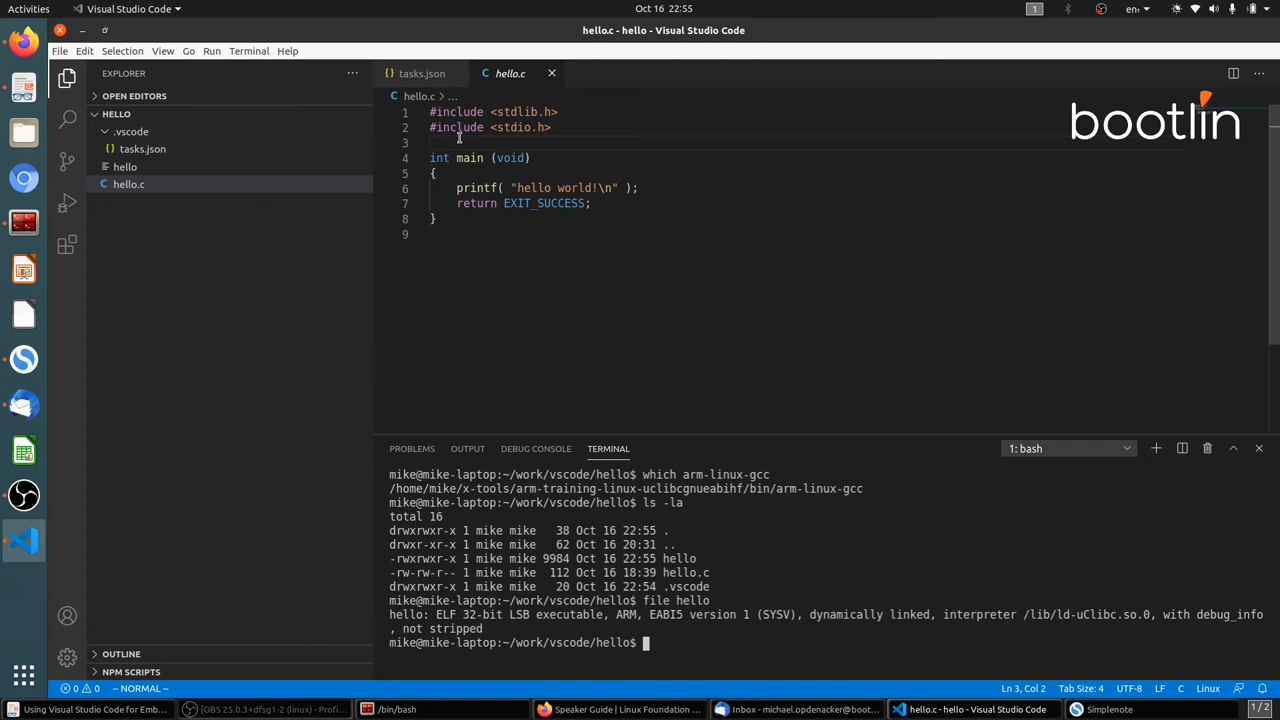 Activities
Visual Studio Code
Oct 16 22:55
1
en₁
hello.c - hello - Visual Studio Code
File Edit Selection View Go Run Terminal Help
EXPLORER
OPEN EDITORS
HELLO
.vscode
tasks.json
hello
hello.c
OUTLINE
NPM SCRIPTS
tasks.json
hello.c
hello.c > ...
bootlin
1 #include <stdlib.h>
2 #include <stdio.h>
3
4 int main (void)
5 {
6 printf( "hello world!\n" );
7 return EXIT_SUCCESS;
8 }
9
PROBLEMS OUTPUT DEBUG CONSOLE TERMINAL
1: bash
mike@mike-laptop:~/work/vscode/hello$ which arm-linux-gcc
/home/mike/x-tools/arm-training-linux-uclibcgnueabihf/bin/arm-linux-gcc
mike@mike-laptop:~/work/vscode/hello$ ls -la
total 16
drwxrwxr-x 1 mike mike 38 Oct 16 22:55 .
drwxr-xr-x 1 mike mike 62 Oct 16 20:31 ..
-rwxrwxr-x 1 mike mike 9984 Oct 16 22:55 hello
-rw-rw-r-- 1 mike mike 112 Oct 16 18:39 hello.c
drwxrwxr-x 1 mike mike 20 Oct 16 22:54 .vscode
mike@mike-laptop:~/work/vscode/hello$ file hello
hello: ELF 32-bit LSB executable, ARM, EABI5 version 1 (SYSV), dynamically linked, interpreter /lib/ld-uClibc.so.0, with debug_info
, not stripped
mike@mike-laptop:~/work/vscode/hello$
0 0 -- NORMAL --
Ln 3, Col 2 Tab Size: 4 UTF-8 LF C Linux
Using Visual Studio Code for Emb...
[OBS 25.0.3+dfsg1-2 (linux) - Profi...
/bin/bash
Speaker Guide | Linux Foundation ...
Inbox - michael.opdenacker@boot...
hello.c - hello - Visual Studio Code
Simplenote
1 / 2